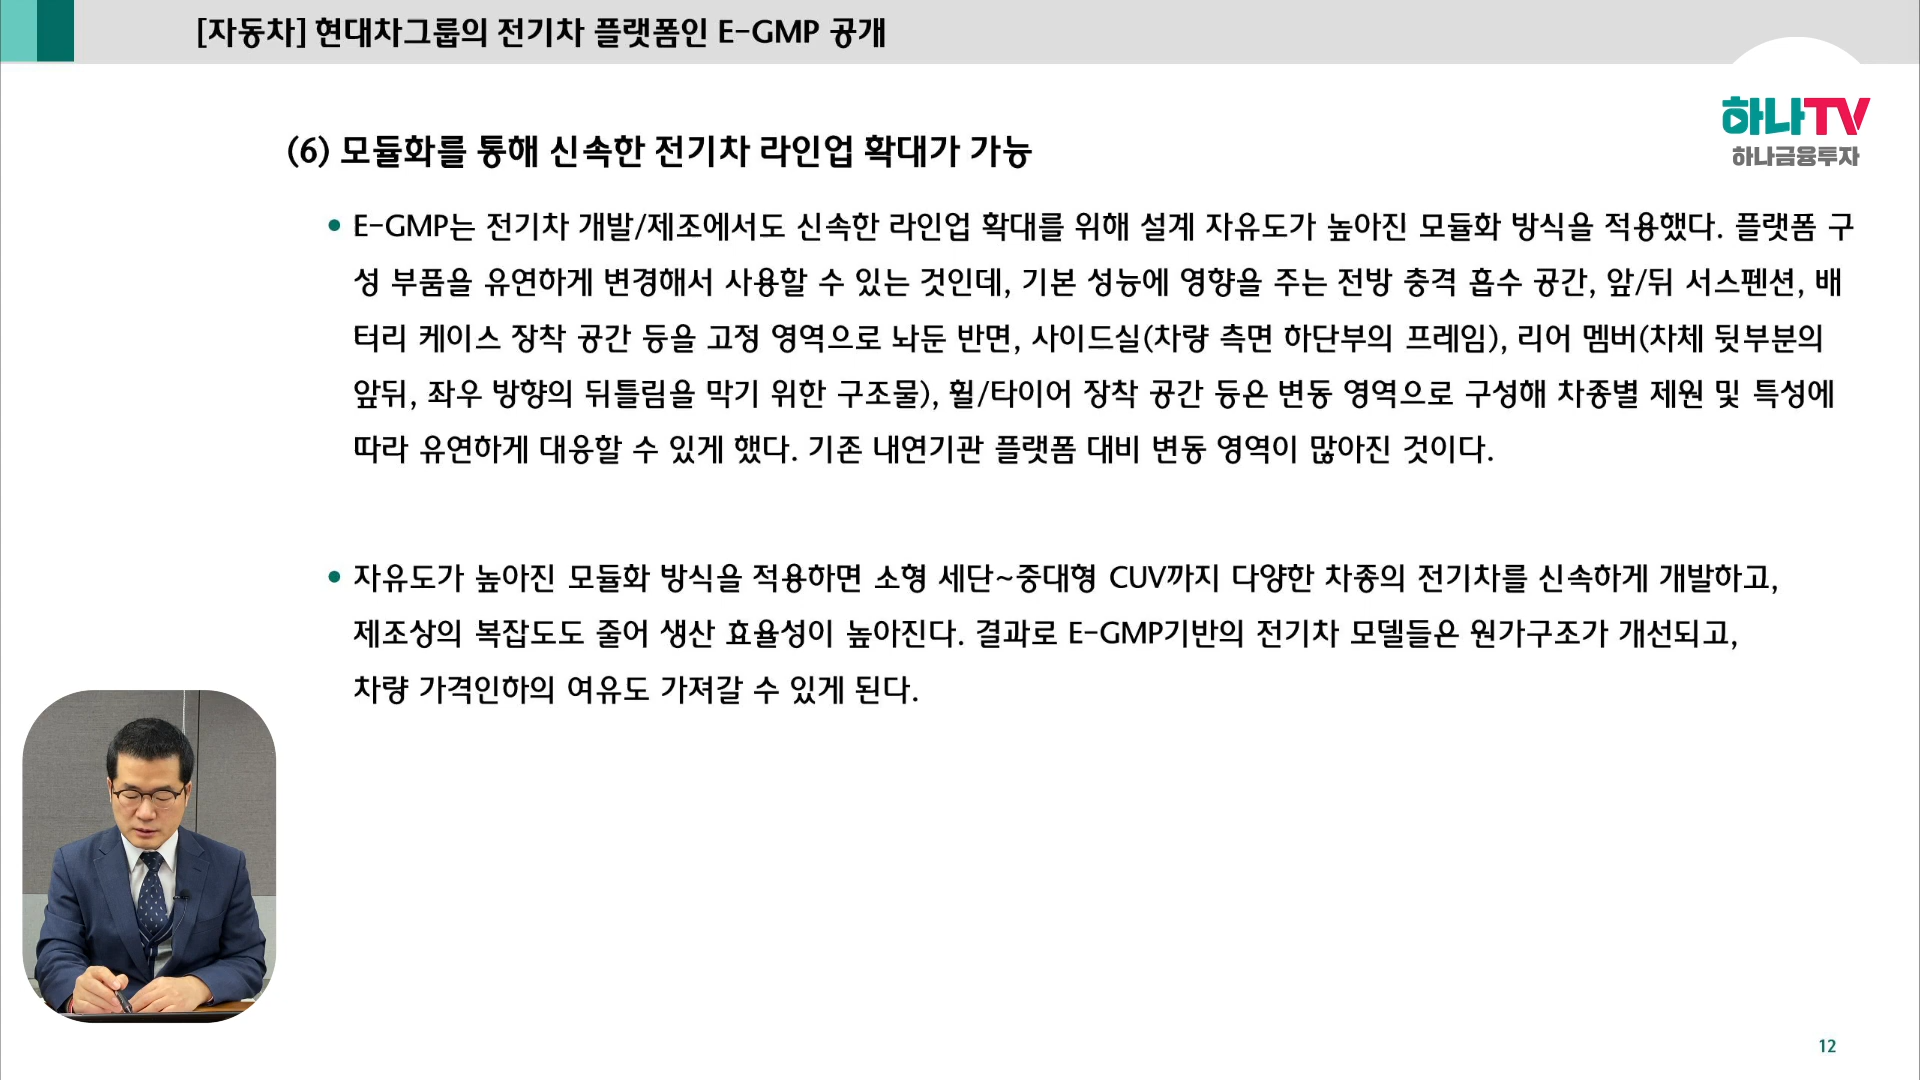 [자동차] 현대차그룹의 전기차 플랫폼인 E-GMP 공개
하나TV
하나금융투자
(6) 모듈화를 통해 신속한 전기차 라인업 확대가 가능
• E-GMP는 전기차 개발/제조에서도 신속한 라인업 확대를 위해 설계 자유도가 높아진 모듈화 방식을 적용했다. 플랫폼 구
성 부품을 유연하게 변경해서 사용할 수 있는 것인데, 기본 성능에 영향을 주는 전방 충격 흡수 공간, 앞/뒤 서스펜션, 배
터리 케이스 장착 공간 등을 고정 영역으로 놔둔 반면, 사이드실(차량 측면 하단부의 프레임), 리어 멤버(차체 뒷부분의
앞뒤, 좌우 방향의 뒤틀림을 막기 위한 구조물), 휠/타이어 장착 공간 등은 변동 영역으로 구성해 차종별 제원 및 특성에
따라 유연하게 대응할 수 있게 했다. 기존 내연기관 플랫폼 대비 변동 영역이 많아진 것이다.
• 자유도가 높아진 모듈화 방식을 적용하면 소형 세단~중대형 CUV까지 다양한 차종의 전기차를 신속하게 개발하고,
제조상의 복잡도도 줄어 생산 효율성이 높아진다. 결과로 E-GMP기반의 전기차 모델들은 원가구조가 개선되고,
차량 가격인하의 여유도 가져갈 수 있게 된다.
12